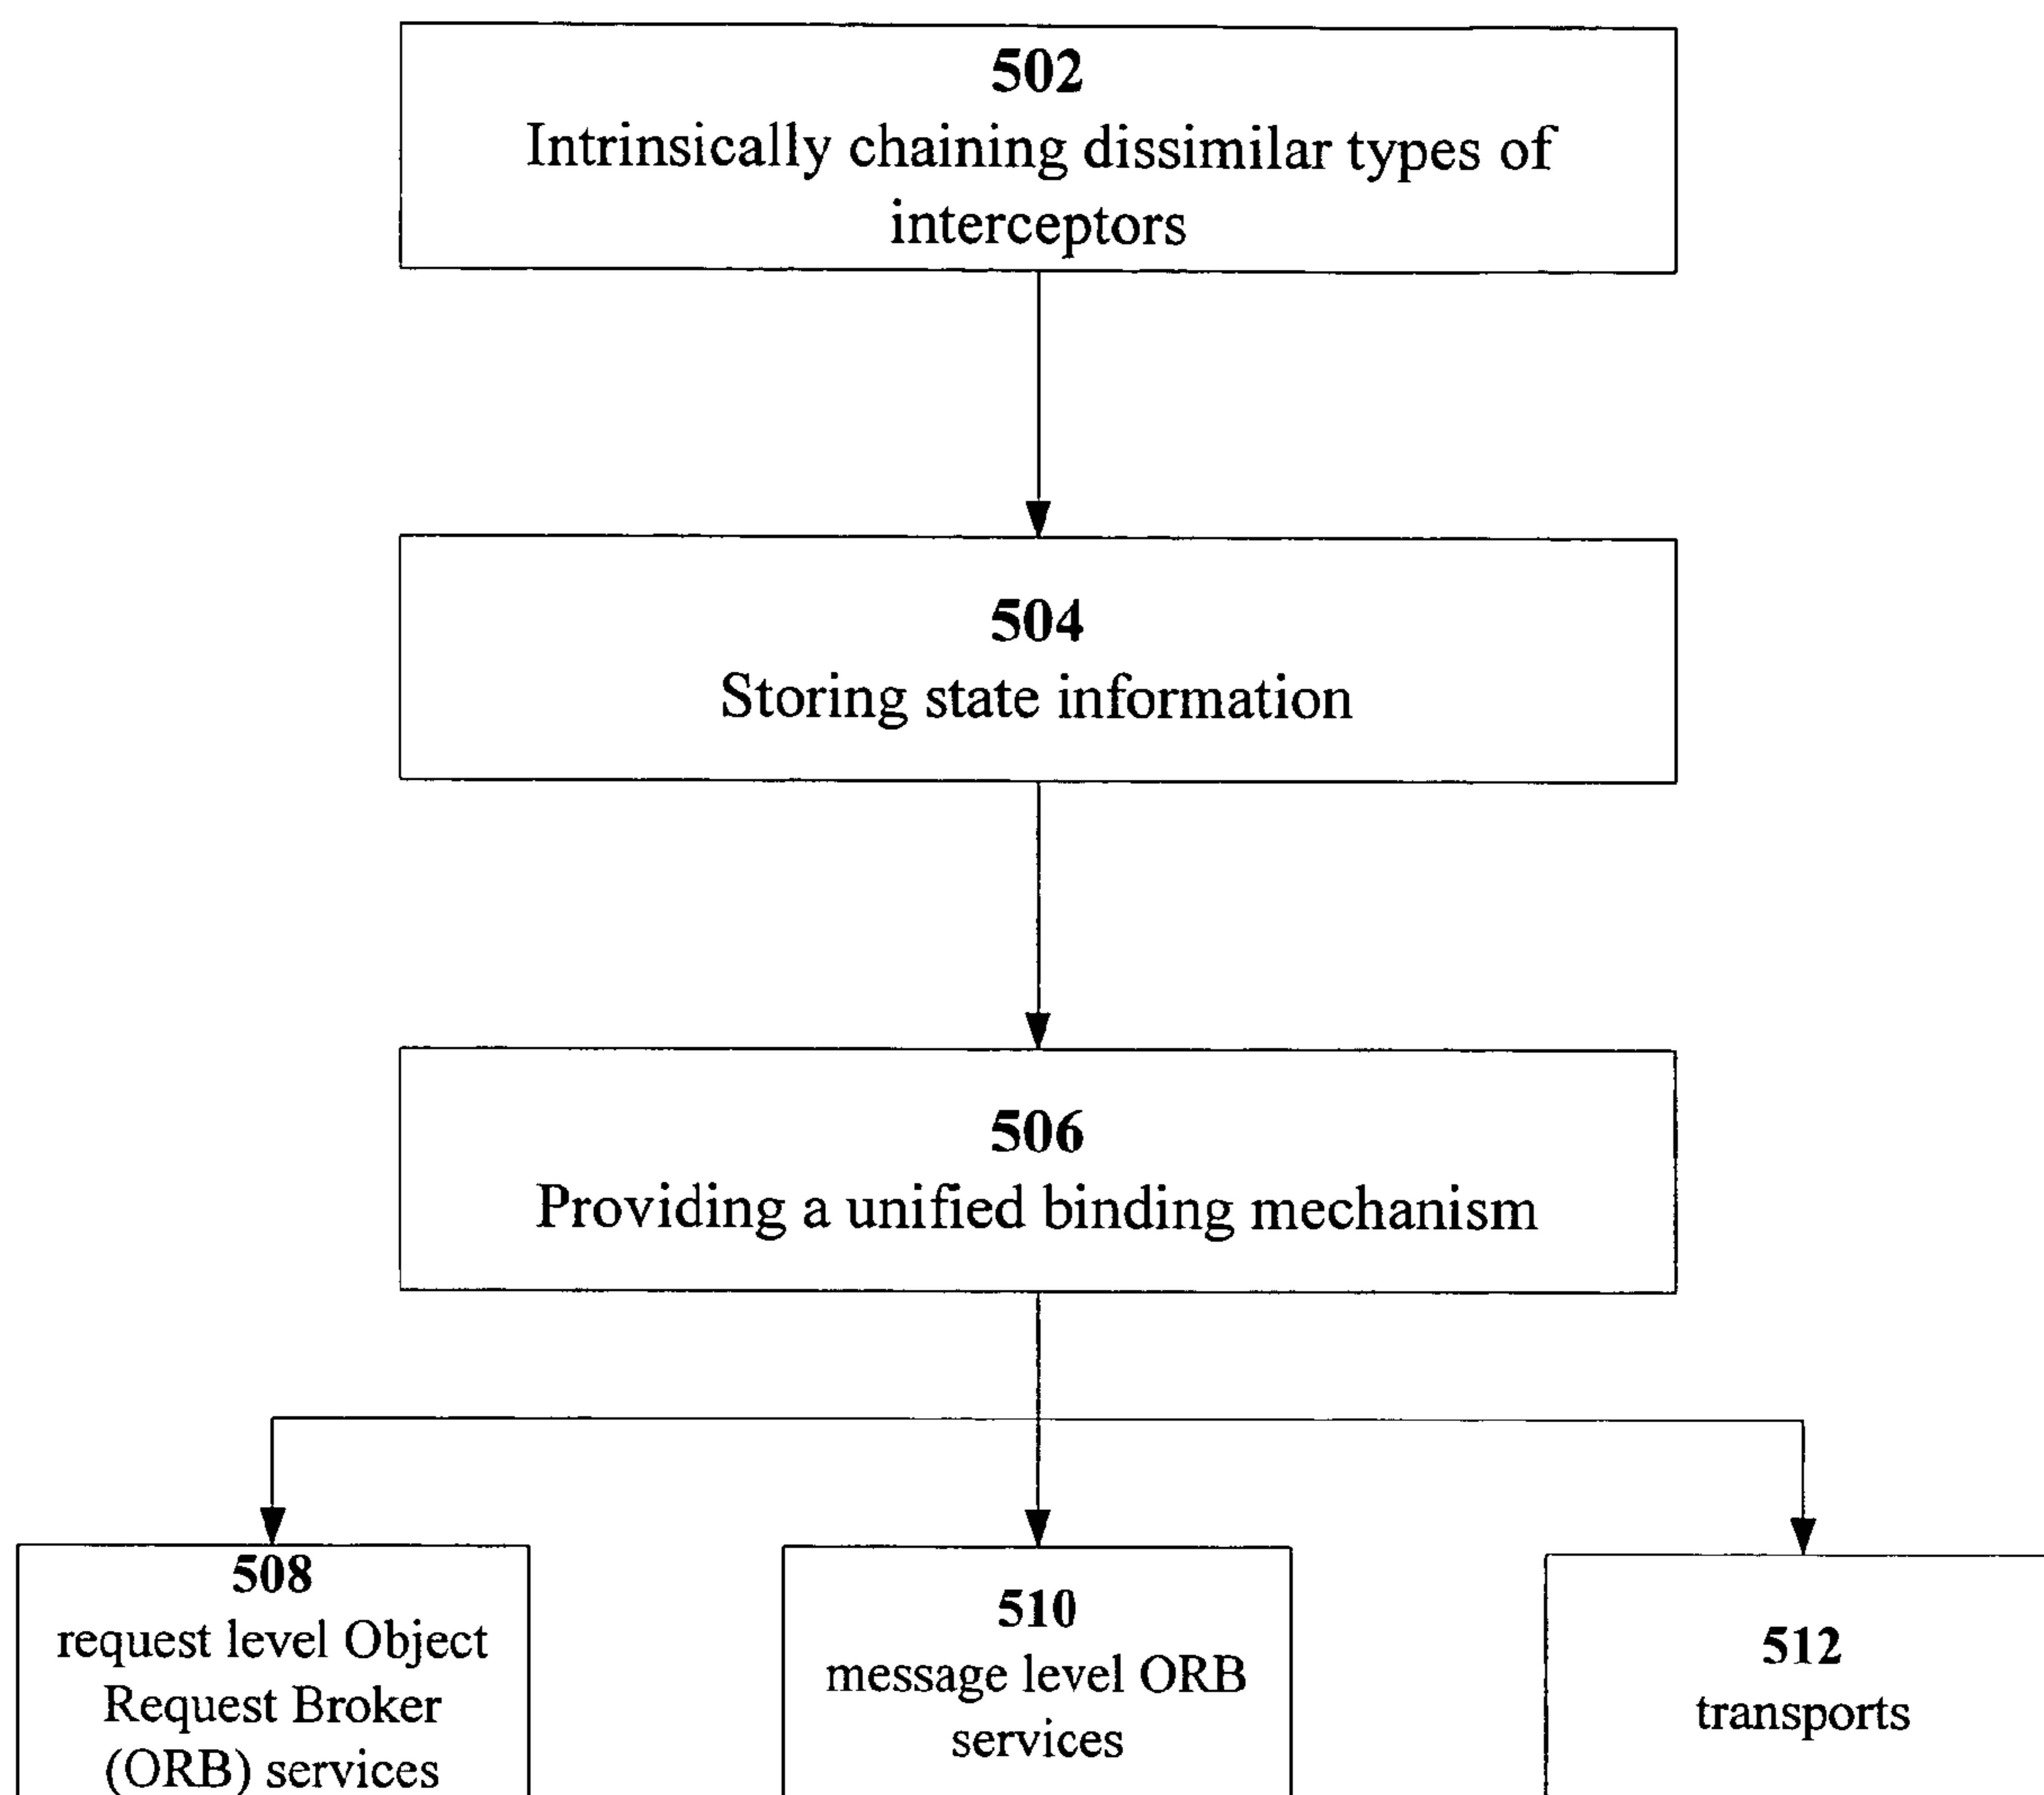 502
Intrinsically chaining dissimilar types of
interceptors
504
Storing state information
506
Providing a unified binding mechanism
508
request level Object
Request Broker
(ORB) services
510
message level ORB
services
512
transports